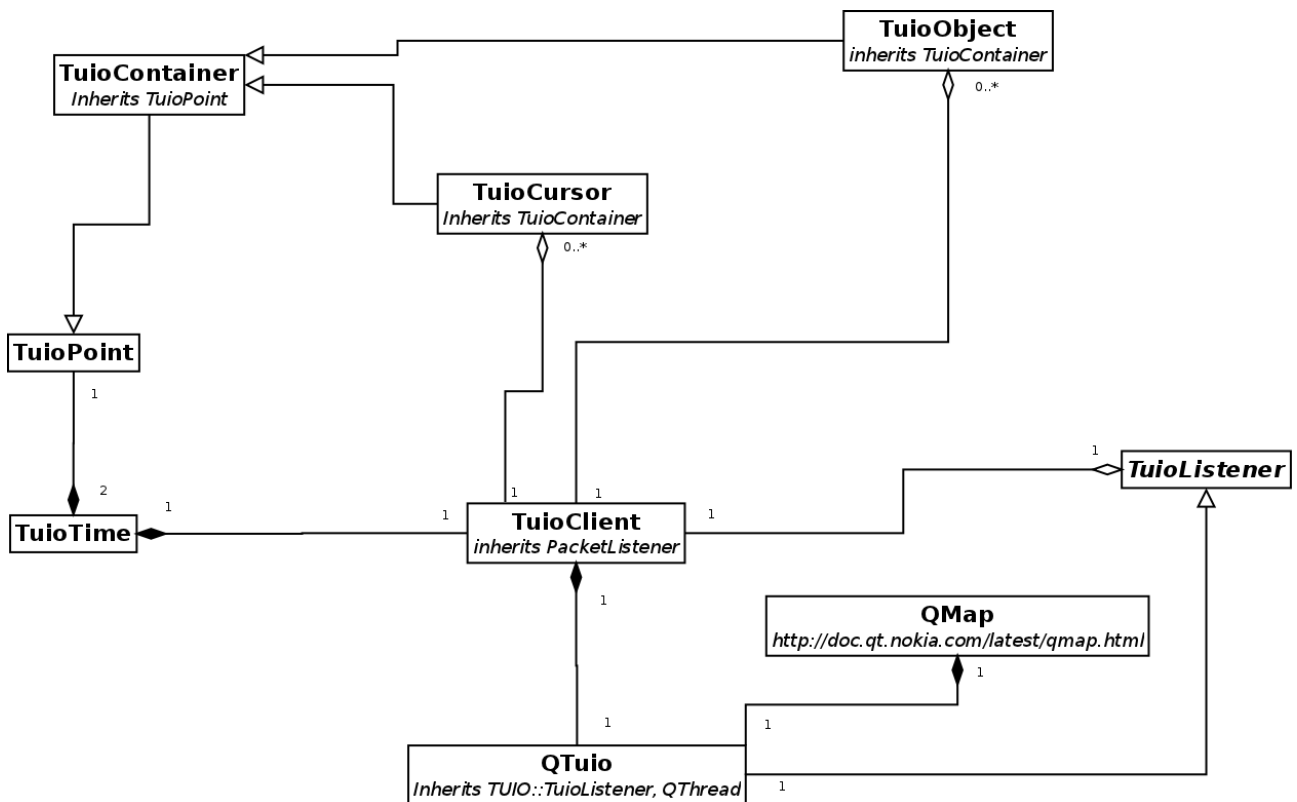 TuioObject
inherits TuioContainer
0..*
TuioContainer
Inherits TuioPoint
TuioCursor
Inherits TuioContainer
0..*
TuioPoint
1
2
TuioTime
1
1
1
1
TuioClient
inherits PacketListener
1
1
TuioListener
1
QMap
http://doc.qt.nokia.com/latest/qmap.html
1
1
1
QTuio
Inherits TUIO::TuioListener, QThread
1